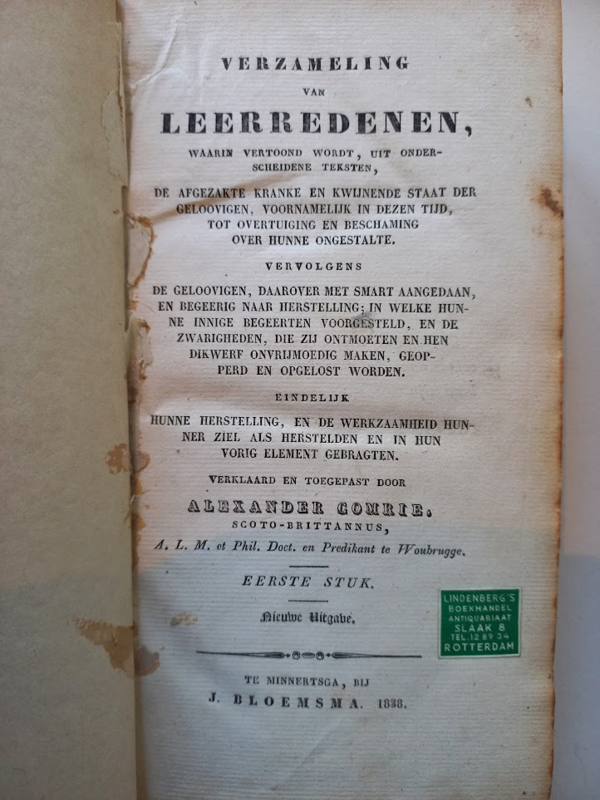 VERZAMELING
VAN
LEERREDENEN,
WAARIN VERTOOND WORDT, UIT ONDER-
SCHEIDENE TEKSTEN,
DE AFGEZAKTE KRANKE EN KWIJNENDE STAAT DER
GELOOVIGEN, VOORNAMELIJK IN DEZEN TIJD,
TOT OVERTUIGING EN BESCHAMING
OVER HUNNE ONGESTALTE.
VERVOLGENS
DE GELOOVIGEN, DAAROVER MET SMART AANGEDAAN,
EN BEGEERIG NAAR HERSTELLING; IN WELKE HUN-
NE INNIGE BEGEERTEN VOORGESTELD, EN DE
ZWARIGHEDEN, DIE ZIJ ONTMOETEN EN HEN
DIKWERF ONVRIJMOEDIG MAKEN, GEOP-
PERD EN OPGELOST WORDEN.
EINDELIJK
HUNNE HERSTELLING, EN DE WERKZAAMHEID HUN-
NER ZIEL ALS HERSTELDEN EN IN HUN
VORIG ELEMENT GEBRAGTEN.
VERKLAARD EN TOEGEPAST DOOR
ALEXANDER COMRIE,
SCOTO-BRITTANNUS,
A. L. M. et Phil. Doct. en Predikant te Woubrugge.
EERSTE STUK.
Nieuwe Uitgave.
TE MINNERTSGA, BIJ
J. BLOEMSMA. 1838.
LINDENBERG'S
BOEKHANDEL
ANTIQUARIAAT
SLAAK 8
TEL. 12 89 34
ROTTERDAM